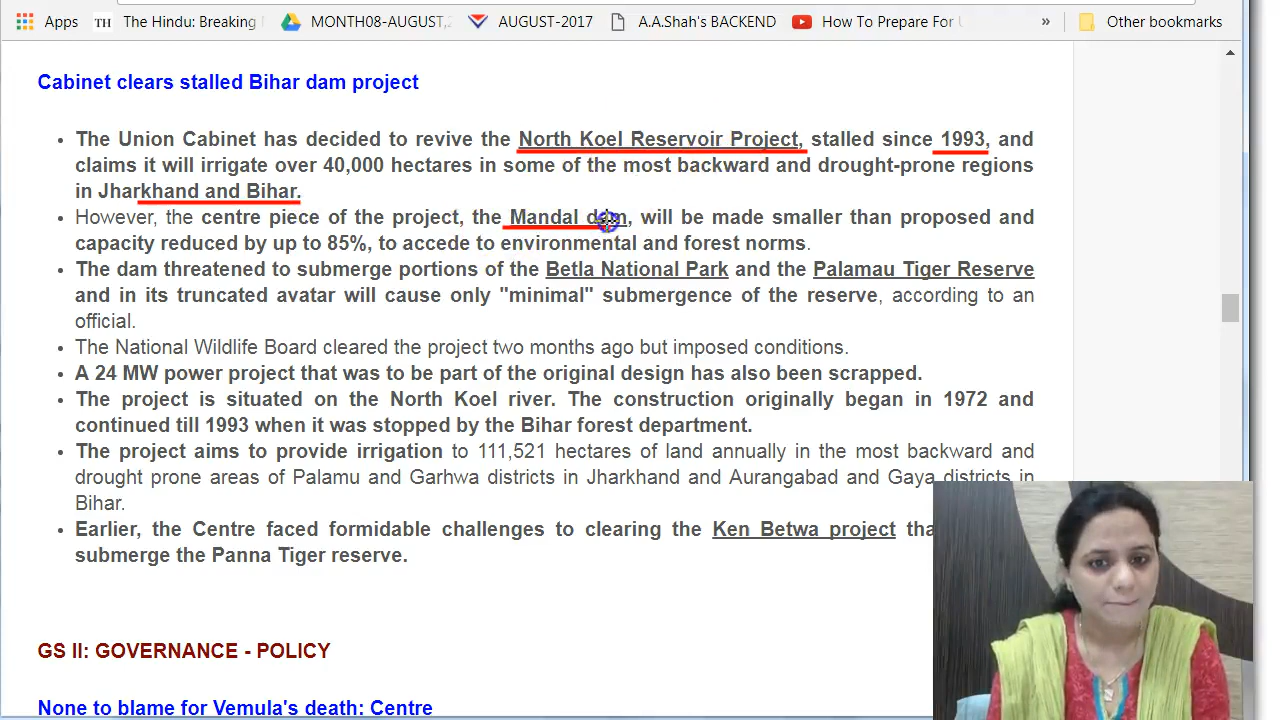 Apps TH The Hindu: Breaking MONTH08-AUGUST, AUGUST-2017 A.A.Shah's BACKEND How To Prepare For » Other bookmarks
Cabinet clears stalled Bihar dam project
• The Union Cabinet has decided to revive the North Koel Reservoir Project, stalled since 1993, and
claims it will irrigate over 40,000 hectares in some of the most backward and drought-prone regions
in Jharkhand and Bihar.
• However, the centre piece of the project, the Mandal dam, will be made smaller than proposed and
capacity reduced by up to 85%, to accede to environmental and forest norms.
• The dam threatened to submerge portions of the Betla National Park and the Palamau Tiger Reserve
and in its truncated avatar will cause only "minimal" submergence of the reserve, according to an
official.
• The National Wildlife Board cleared the project two months ago but imposed conditions.
• A 24 MW power project that was to be part of the original design has also been scrapped.
• The project is situated on the North Koel river. The construction originally began in 1972 and
continued till 1993 when it was stopped by the Bihar forest department.
• The project aims to provide irrigation to 111,521 hectares of land annually in the most backward and
drought prone areas of Palamu and Garhwa districts in Jharkhand and Aurangabad and Gaya districts in
Bihar.
• Earlier, the Centre faced formidable challenges to clearing the Ken Betwa project
submerge the Panna Tiger reserve.
GS II: GOVERNANCE - POLICY
None to blame for Vemula's death: Centre